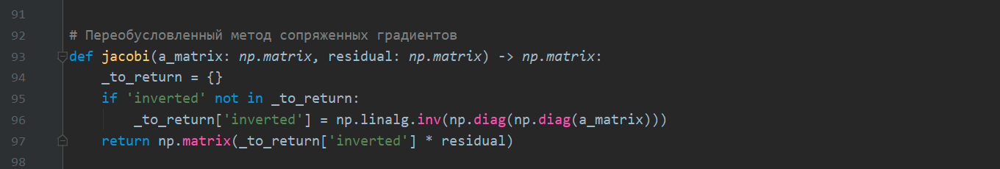 91
92 # Переобусловленный метод сопряженных градиентов
93 def jacobi(a_matrix: np.matrix, residual: np.matrix) -> np.matrix:
94     _to_return = {}
95     if 'inverted' not in _to_return:
96         _to_return['inverted'] = np.linalg.inv(np.diag(np.diag(a_matrix)))
97     return np.matrix(_to_return['inverted'] * residual)
98